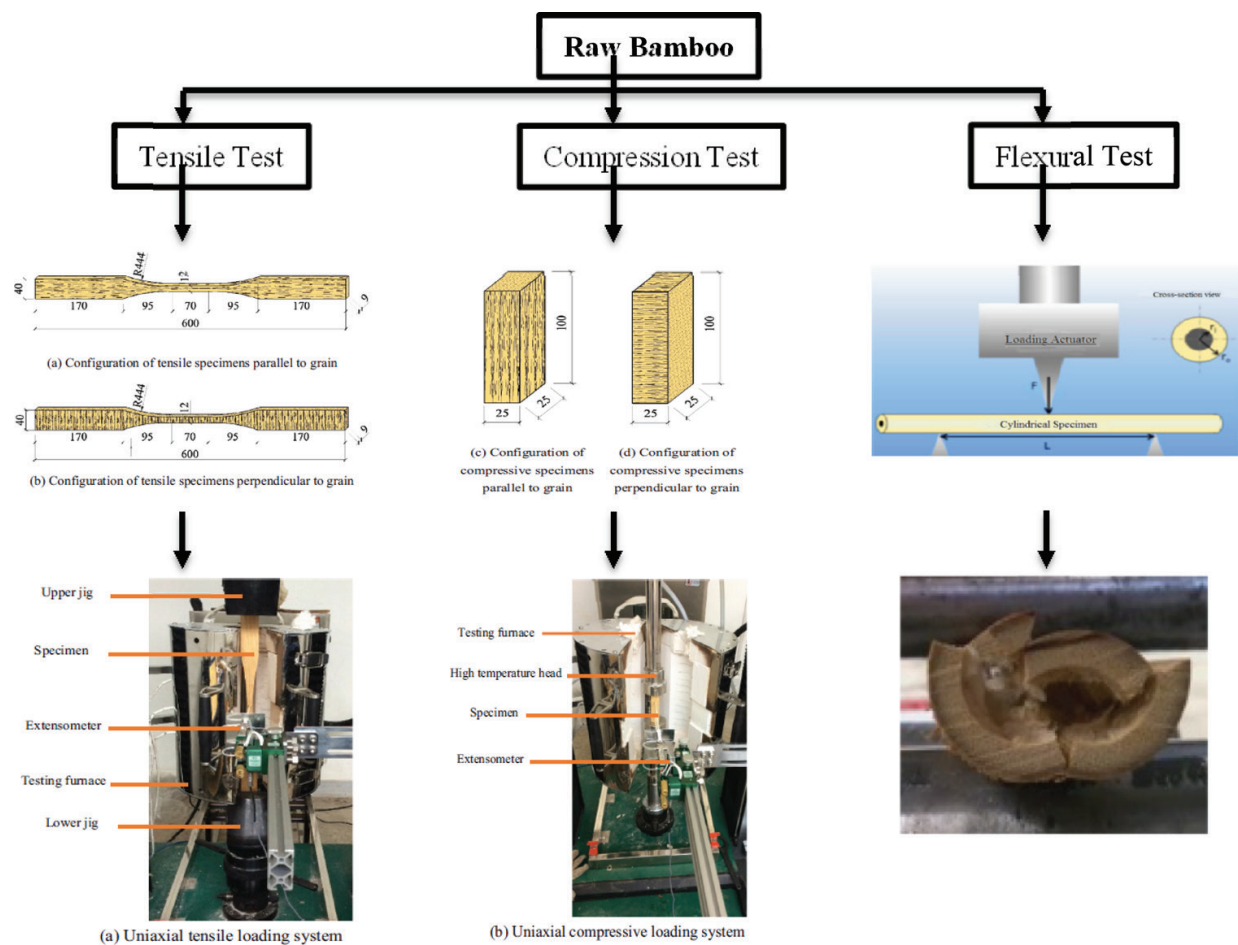 Raw Bamboo
Tensile Test
Compression Test
Flexural Test
R444
12
40
170
95
70
95
170
9
600
(a) Configuration of tensile specimens parallel to grain
R444
12
40
170
95
70
95
170
9
600
(b) Configuration of tensile specimens perpendicular to grain
100
25
25
(c) Configuration of
compressive specimens
parallel to grain
100
25
25
(d) Configuration of
compressive specimens
perpendicular to grain
Cross-section view
Loading Actuator
r_i
r_o
F
Cylindrical Specimen
L
Upper jig
Specimen
Extensometer
Testing furnace
Lower jig
(a) Uniaxial tensile loading system
Testing furnace
High temperature head
Specimen
Extensometer
(b) Uniaxial compressive loading system